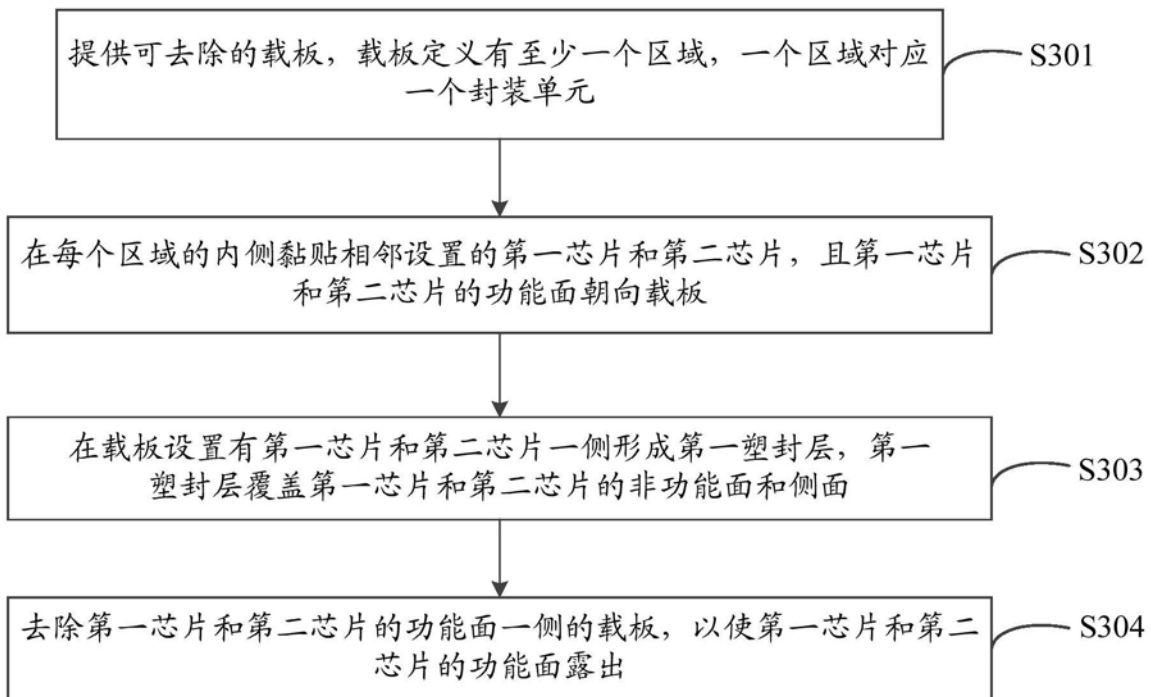 提供可去除的载板，载板定义有至少一个区域，一个区域对应
一个封装单元
S301
在每个区域的内侧黏贴相邻设置的第一芯片和第二芯片，且第一芯片
和第二芯片的功能面朝向载板
S302
在载板设置有第一芯片和第二芯片一侧形成第一塑封层，第一
塑封层覆盖第一芯片和第二芯片的非功能面和侧面
S303
去除第一芯片和第二芯片的功能面一侧的载板，以使第一芯片和第二
芯片的功能面露出
S304